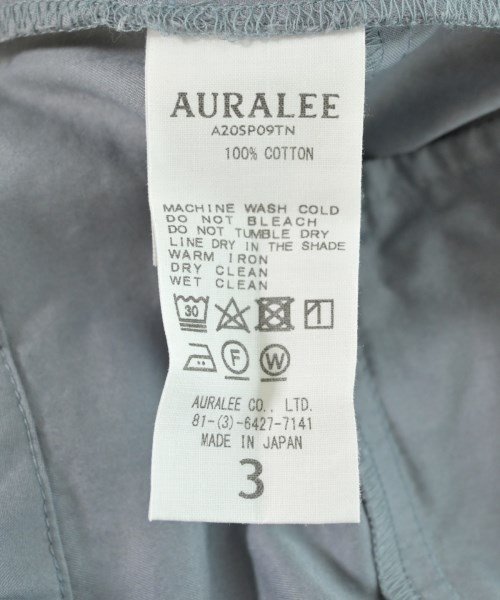 AURALEE
A20SP09TN
100% COTTON
MACHINE WASH COLD
DO NOT BLEACH
DO NOT TUMBLE DRY
LINE DRY IN THE SHADE
WARM IRON
DRY CLEAN
WET CLEAN
30
F W
AURALEE CO., LTD.
81-(3)-6427-7141
MADE IN JAPAN
3